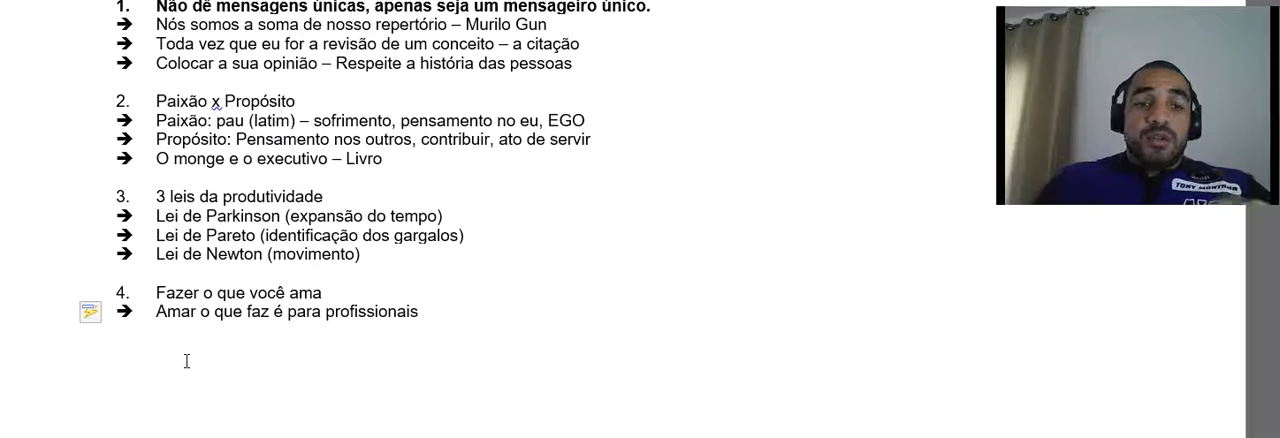 1. Não dê mensagens únicas, apenas seja um mensageiro único.
➔ Nós somos a soma de nosso repertório – Murilo Gun
➔ Toda vez que eu for a revisão de um conceito – a citação
➔ Colocar a sua opinião – Respeite a história das pessoas
2. Paixão x Propósito
➔ Paixão: pau (latim) – sofrimento, pensamento no eu, EGO
➔ Propósito: Pensamento nos outros, contribuir, ato de servir
➔ O monge e o executivo – Livro
3. 3 leis da produtividade
➔ Lei de Parkinson (expansão do tempo)
➔ Lei de Pareto (identificação dos gargalos)
➔ Lei de Newton (movimento)
4. Fazer o que você ama
➔ Amar o que faz é para profissionais
TONY MONTANA